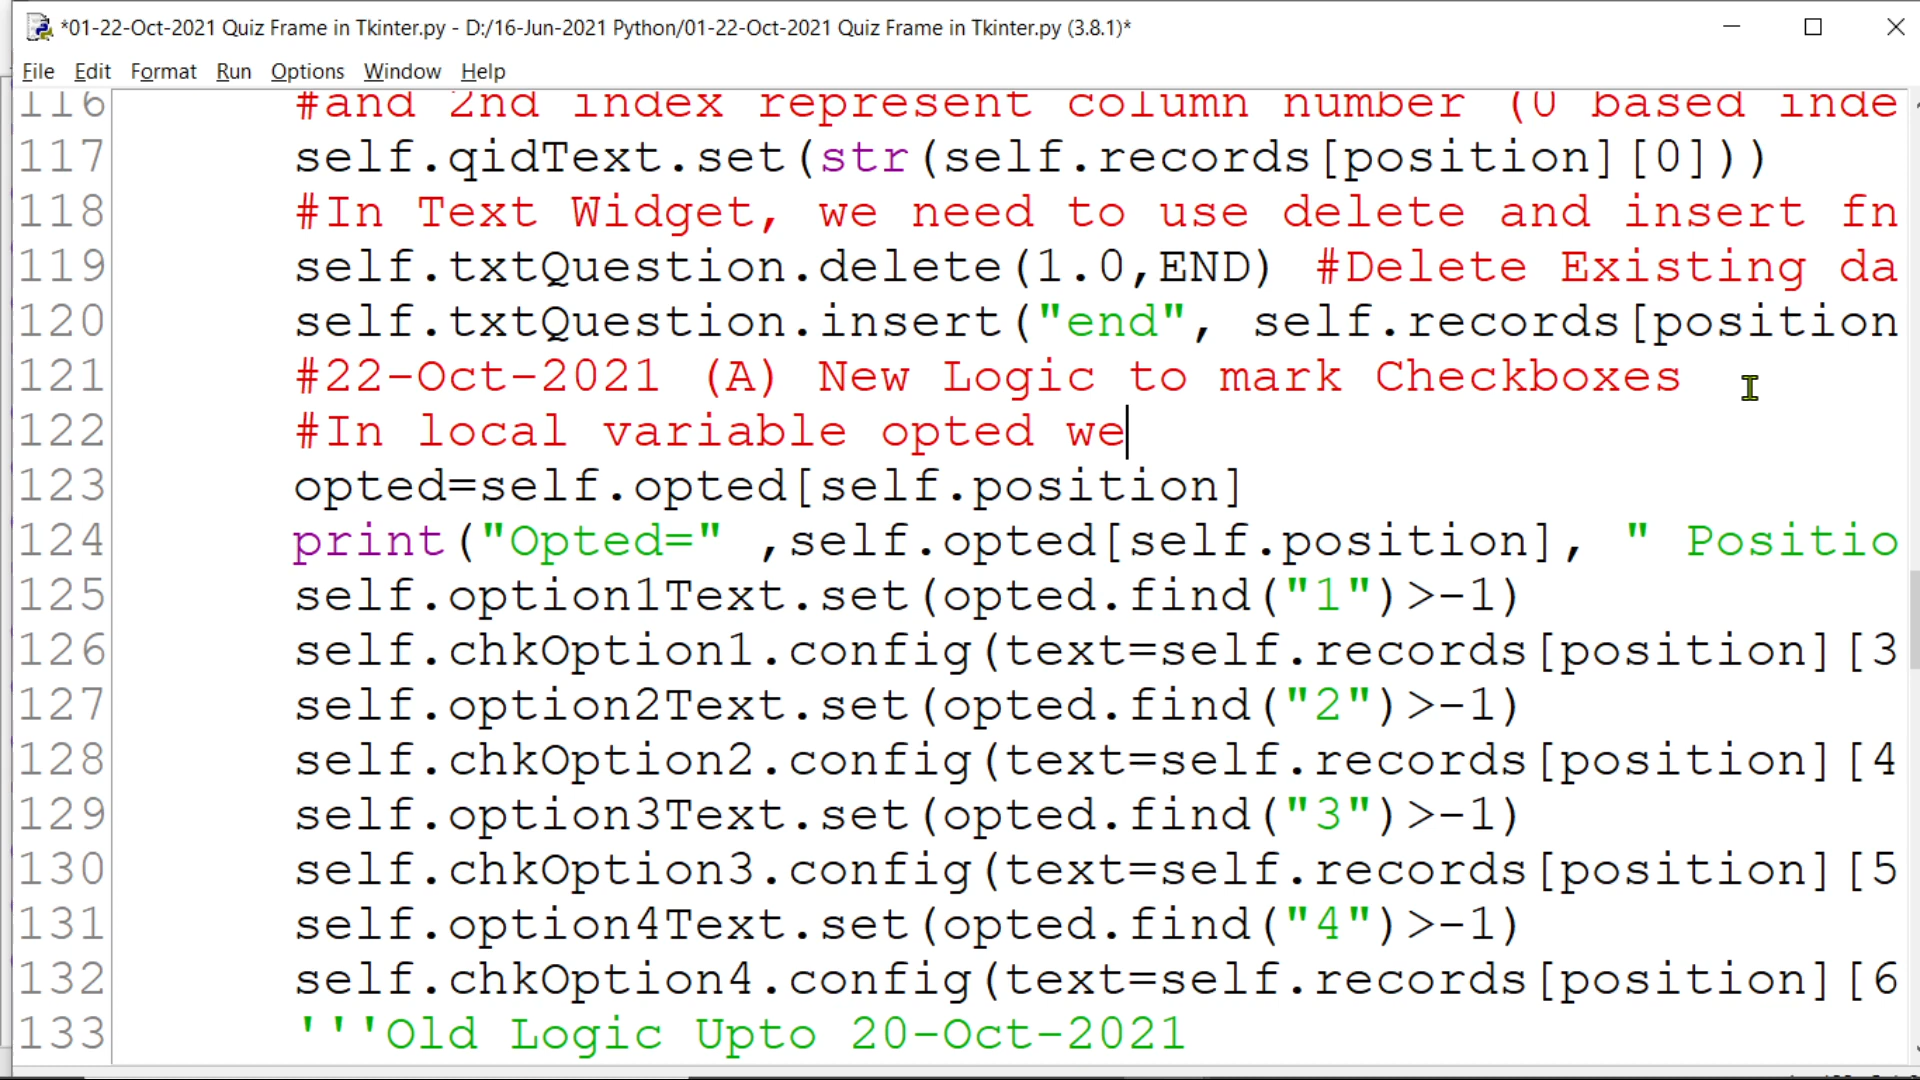 *01-22-Oct-2021 Quiz Frame in Tkinter.py - D:/16-Jun-2021 Python/01-22-Oct-2021 Quiz Frame in Tkinter.py (3.8.1)*
File Edit Format Run Options Window Help
116 #and 2nd index represent column number (0 based inde
117 self.qidText.set(str(self.records[position][0]))
118 #In Text Widget, we need to use delete and insert fn
119 self.txtQuestion.delete(1.0,END) #Delete Existing da
120 self.txtQuestion.insert("end", self.records[position
121 #22-Oct-2021 (A) New Logic to mark Checkboxes
122 #In local variable opted we
123 opted=self.opted[self.position]
124 print("Opted=" ,self.opted[self.position], " Positio
125 self.option1Text.set(opted.find("1")>-1)
126 self.chkOption1.config(text=self.records[position][3
127 self.option2Text.set(opted.find("2")>-1)
128 self.chkOption2.config(text=self.records[position][4
129 self.option3Text.set(opted.find("3")>-1)
130 self.chkOption3.config(text=self.records[position][5
131 self.option4Text.set(opted.find("4")>-1)
132 self.chkOption4.config(text=self.records[position][6
133 '''Old Logic Upto 20-Oct-2021